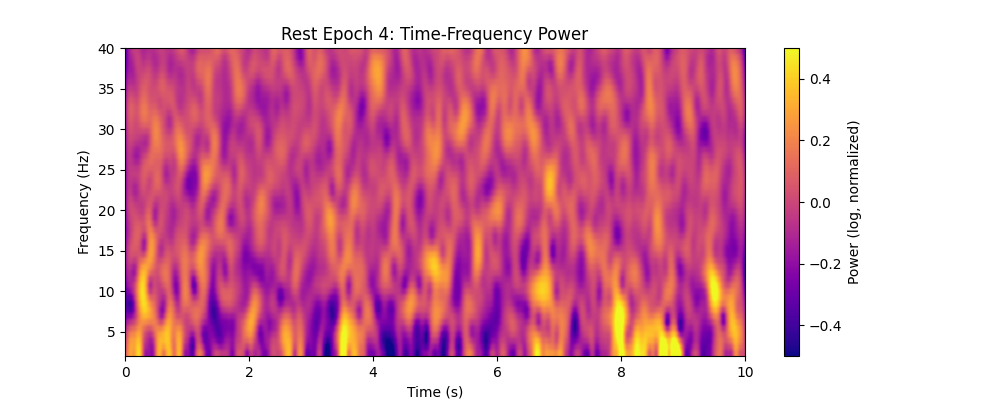 Rest Epoch 4: Time-Frequency Power
40
35
30
25
20
15
10
5
Frequency (Hz)
0 2 4 6 8 10
Time (s)
0.4
0.2
0.0
−0.2
−0.4
Power (log, normalized)